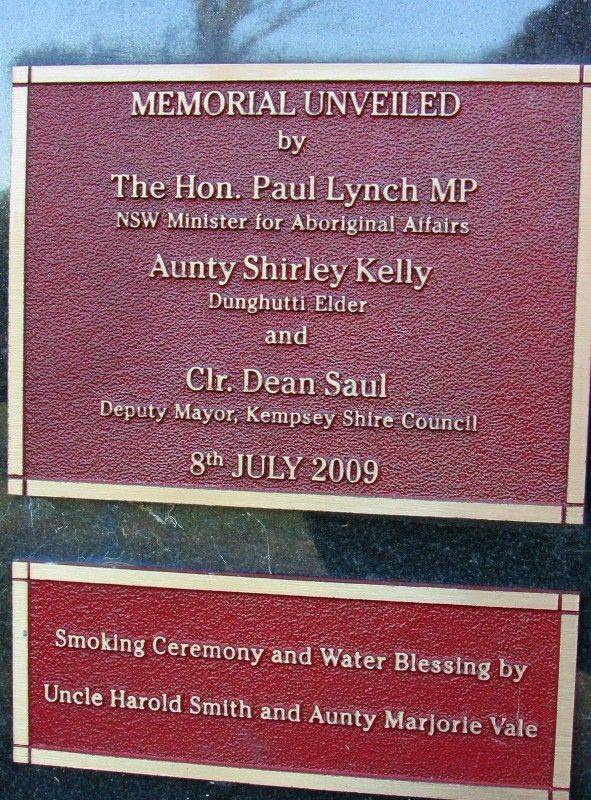 MEMORIAL UNVEILED
by
The Hon. Paul Lynch MP
NSW Minister for Aboriginal Affairs
Aunty Shirley Kelly
Dunghutti Elder
and
Clr. Dean Saul
Deputy Mayor, Kempsey Shire Council
8th JULY 2009
Smoking Ceremony and Water Blessing by
Uncle Harold Smith and Aunty Marjorie Vale